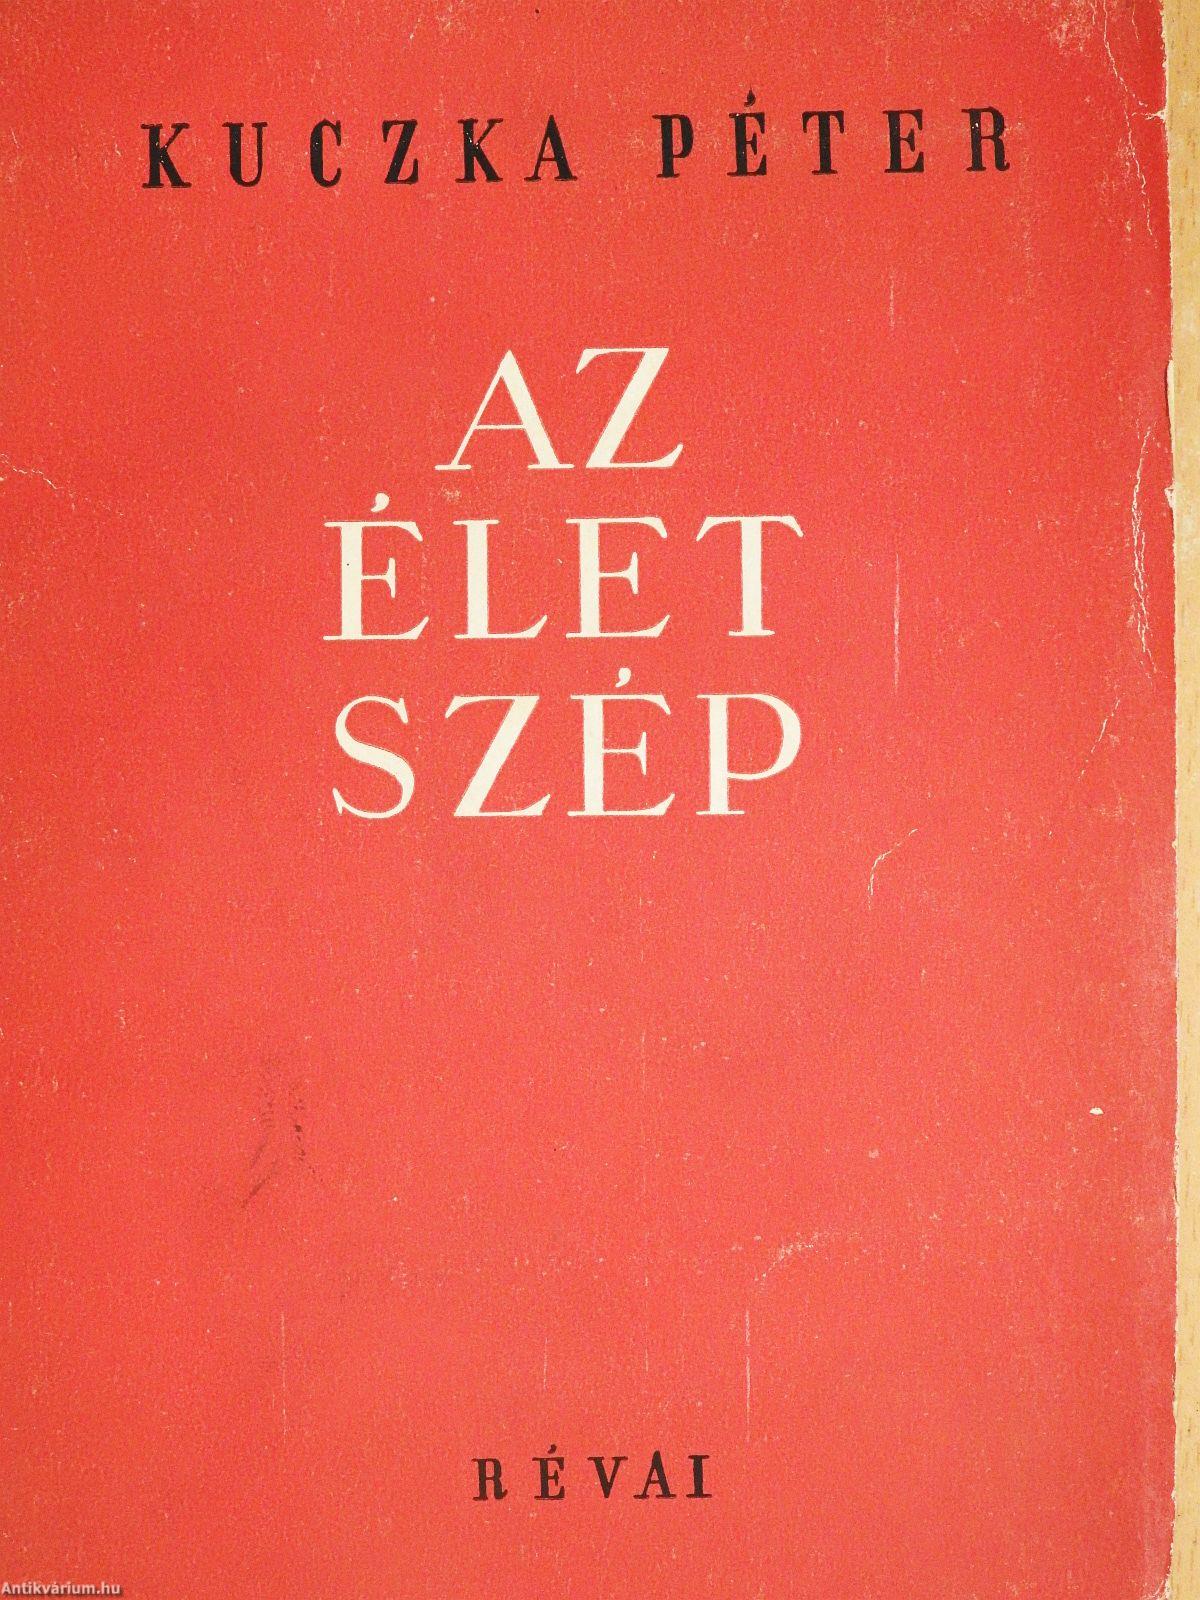 KUCZKA PÉTER
AZ
ÉLET
SZÉP
RÉVAI
Antikvárium.hu